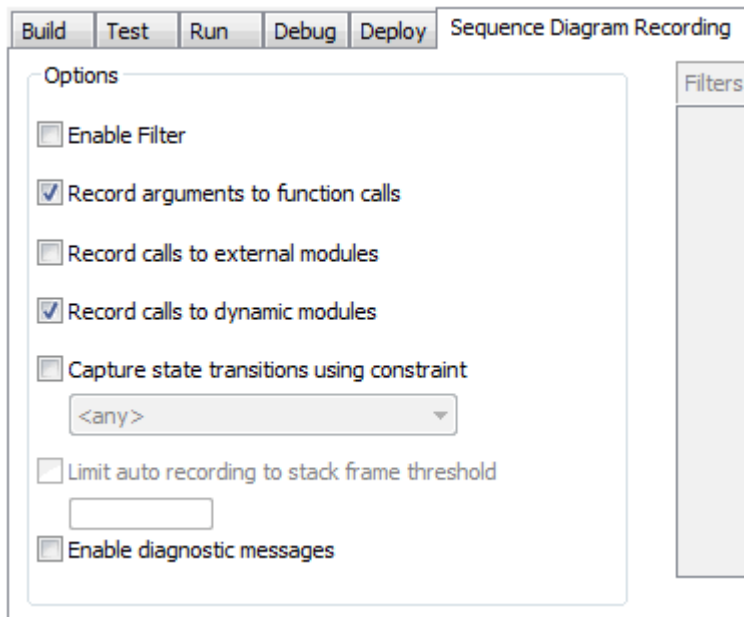 Build Test Run Debug Deploy Sequence Diagram Recording
Options
Filters
Enable Filter
Record arguments to function calls
Record calls to external modules
Record calls to dynamic modules
Capture state transitions using constraint
<any>
Limit auto recording to stack frame threshold
Enable diagnostic messages